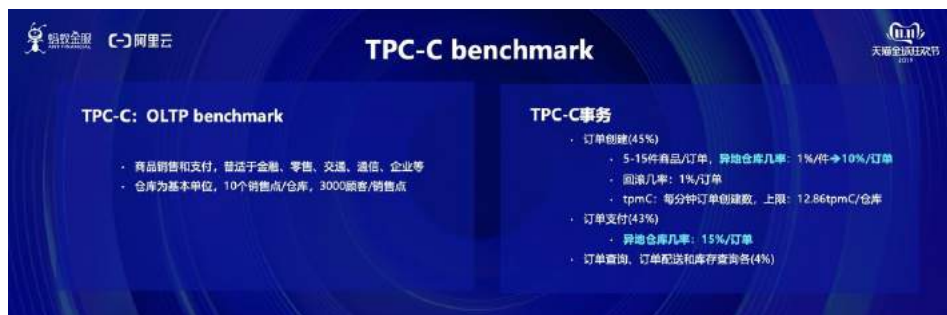 蚂蚁金服
ANT FINANCIAL
阿里云
TPC-C benchmark
天猫全球狂欢节
2019
TPC-C：OLTP benchmark
· 商品销售和支付，普适于金融、零售、交通、通信、企业等
· 仓库为基本单位，10个销售点/仓库，3000顾客/销售点
TPC-C事务
· 订单创建(45%)
· 5-15件商品/订单，异地仓库几率：1%/件➔10%/订单
· 回滚几率：1%/订单
· tpmC：每分钟订单创建数，上限：12.86tpmC/仓库
· 订单支付(43%)
· 异地仓库几率：15%/订单
· 订单查询、订单配送和库存查询各(4%)